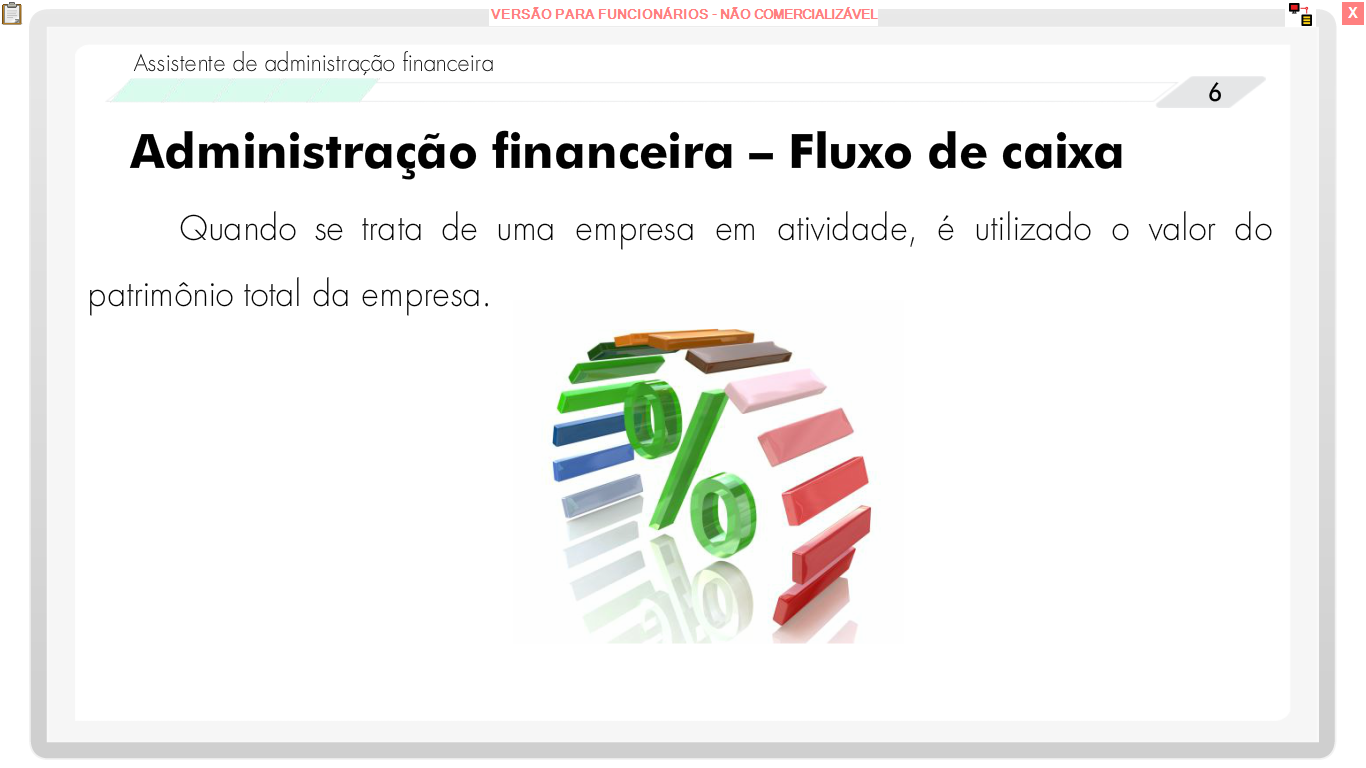 VERSÃO PARA FUNCIONÁRIOS - NÃO COMERCIALIZÁVEL
X
Assistente de administração financeira
6
Administração financeira – Fluxo de caixa
Quando se trata de uma empresa em atividade, é utilizado o valor do
patrimônio total da empresa.
%